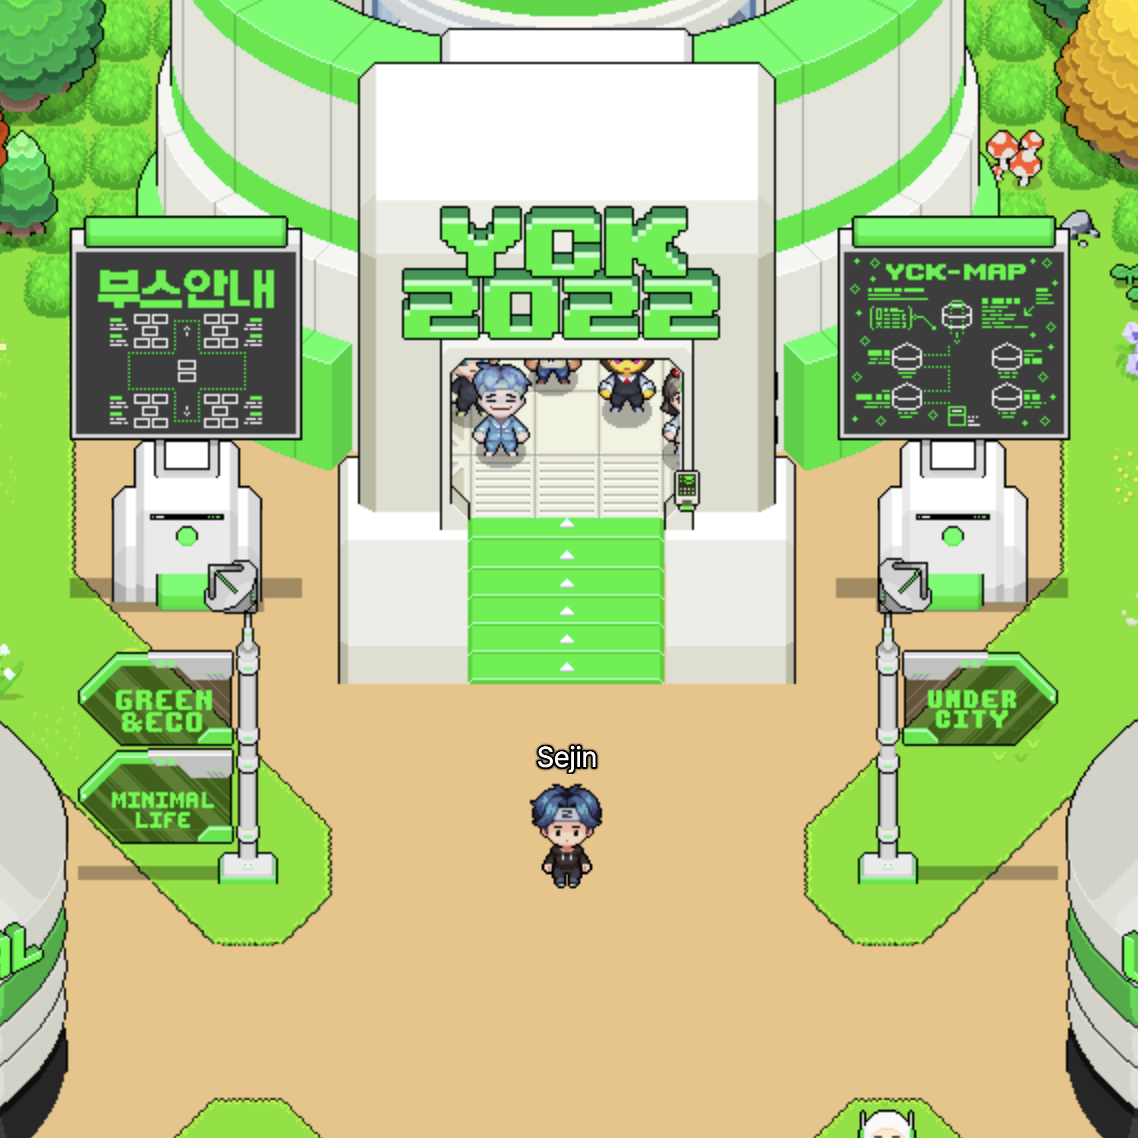 YCK
2022
부스안내
YCK-MAP
GREEN
&ECO
UNDER
CITY
MINIMAL
LIFE
Sejin